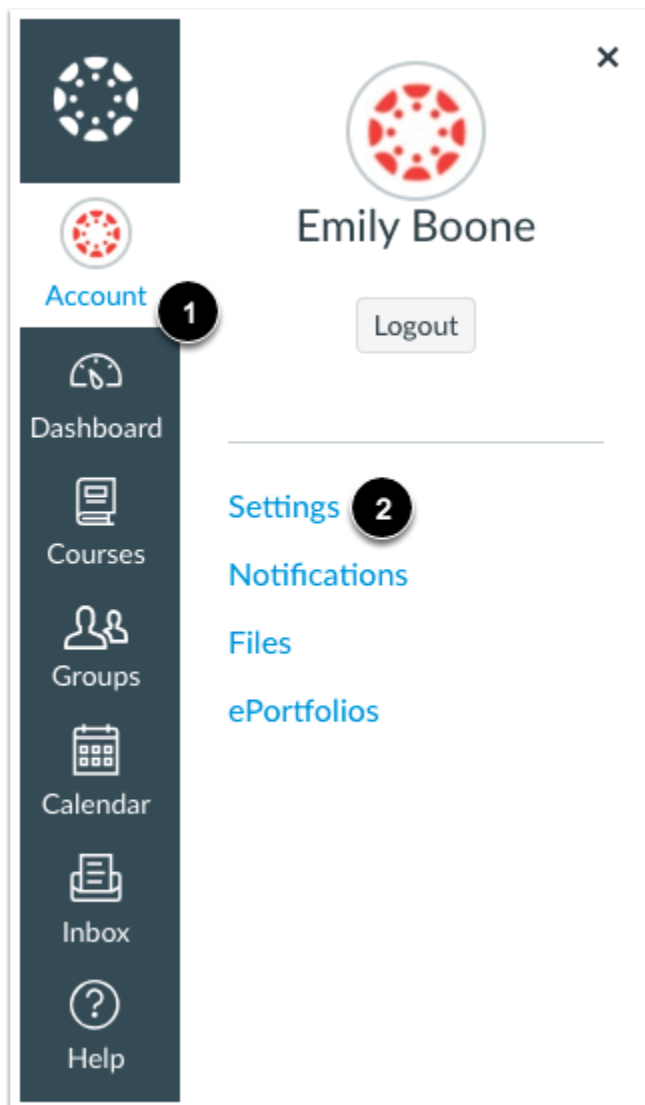 Account
1
Dashboard
Courses
Groups
Calendar
Inbox
?
Help
×
Emily Boone
Logout
Settings 2
Notifications
Files
ePortfolios